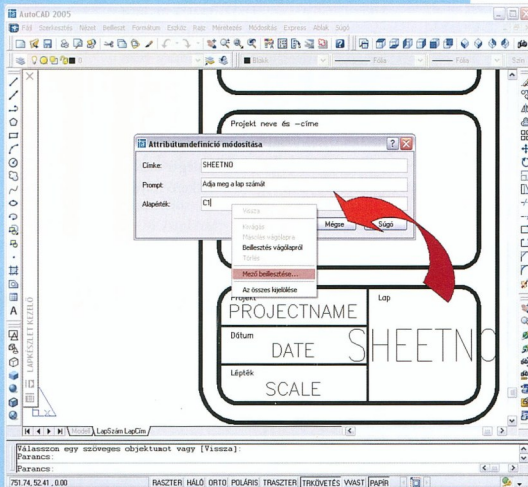 AutoCAD 2005
Fájl Szerkesztés Nézet Beilleszt Formátum Eszköz Rajz Méretezés Módosítás Express Ablak Súgó
Fólia
Fólia
Projekt neve és -címe
Attribútumdefiníció módosítása
Címke: SHEETNO
Prompt: Adja meg a lap számát
Alapérték: C1
Mégse Súgó
Vissza
Kivágás
Másolás vágólapra
Beillesztés vágólapról
Törlés
Mező beillesztése...
Az összes kijelölése
Projekt
PROJECTNAME
Lap
Dátum
DATE
SHEETNO
Lépték
SCALE
LAPKÉSZLET KEZELŐ
Modell LapSzám LapCím
Válasszon egy szöveges objektumot vagy [Vissza]:
Parancs:
Parancs:
751.74, 52.41 , 0.00 RASZTER HÁLÓ ORTO POLÁRIS TRASZTER TRKÖVETÉS VVAST PAPÍR